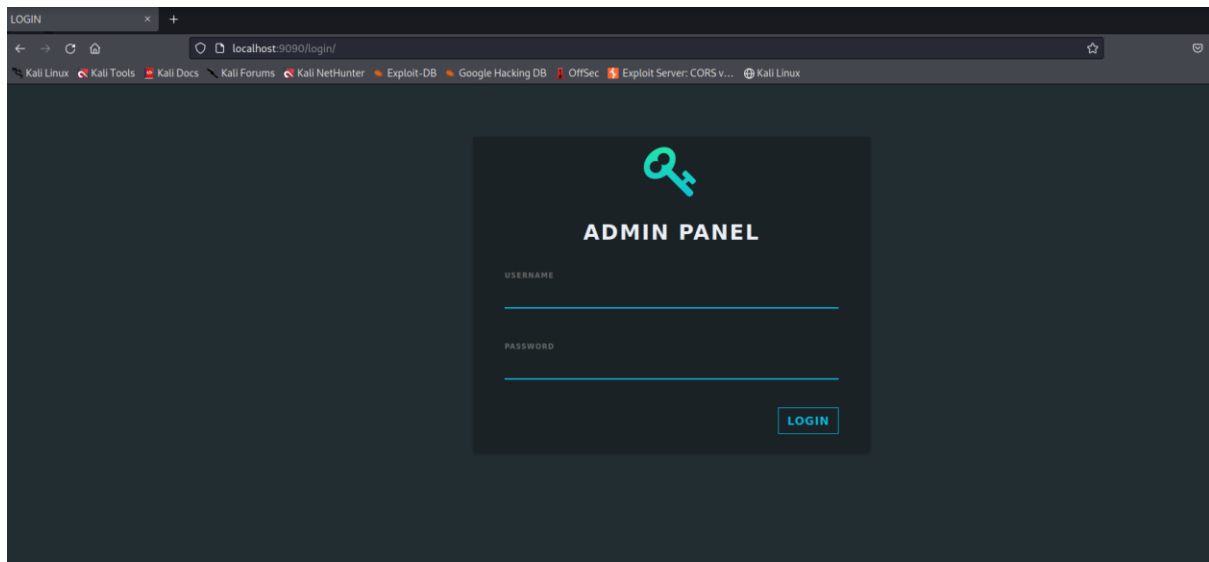 LOGIN
localhost:9090/login/
Kali Linux Kali Tools Kali Docs Kali Forums Kali NetHunter Exploit-DB Google Hacking DB OffSec Exploit Server: CORS v... Kali Linux
ADMIN PANEL
USERNAME
PASSWORD
LOGIN